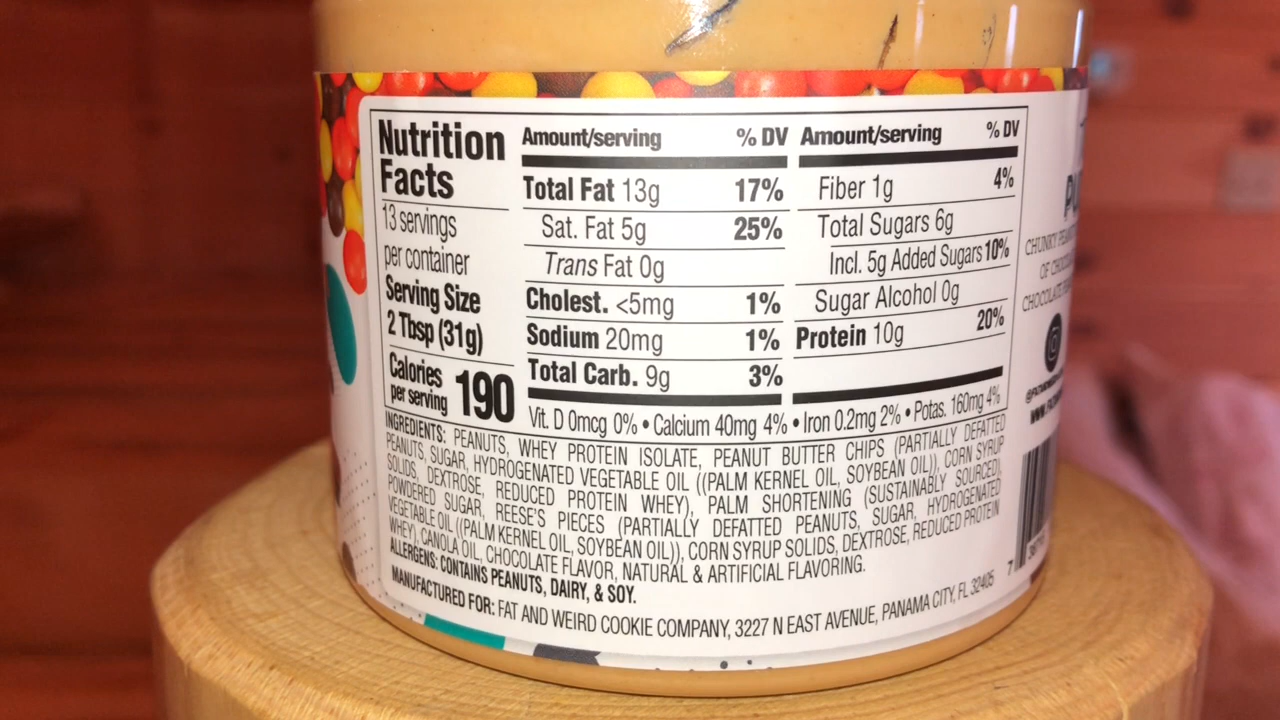 Nutrition
Facts
13 servings
per container
Serving Size
2 Tbsp (31g)
Calories
per serving 190
Amount/serving % DV
Total Fat 13g 17%
Sat. Fat 5g 25%
Trans Fat 0g
Cholest. <5mg 1%
Sodium 20mg 1%
Total Carb. 9g 3%
Amount/serving % DV
Fiber 1g 4%
Total Sugars 6g
Incl. 5g Added Sugars 10%
Sugar Alcohol 0g
Protein 10g 20%
Vit. D 0mcg 0% • Calcium 40mg 4% • Iron 0.2mg 2% • Potas. 160mg 4%
INGREDIENTS: PEANUTS, WHEY PROTEIN ISOLATE, PEANUT BUTTER CHIPS (PARTIALLY DEFATTED
PEANUTS, SUGAR, HYDROGENATED VEGETABLE OIL ((PALM KERNEL OIL, SOYBEAN OIL)), CORN SYRUP
SOLIDS, DEXTROSE, REDUCED PROTEIN WHEY), PALM SHORTENING (SUSTAINABLY SOURCED),
POWDERED SUGAR, REESE'S PIECES (PARTIALLY DEFATTED PEANUTS, SUGAR, HYDROGENATED
VEGETABLE OIL ((PALM KERNEL OIL, SOYBEAN OIL)), CORN SYRUP SOLIDS, DEXTROSE, REDUCED PROTEIN
WHEY), CANOLA OIL, CHOCOLATE FLAVOR, NATURAL & ARTIFICIAL FLAVORING.
ALLERGENS: CONTAINS PEANUTS, DAIRY, & SOY.
MANUFACTURED FOR: FAT AND WEIRD COOKIE COMPANY, 3227 N EAST AVENUE, PANAMA CITY, FL 32405
CHUNKY
OF
CHOCOLATE
WWW.
7